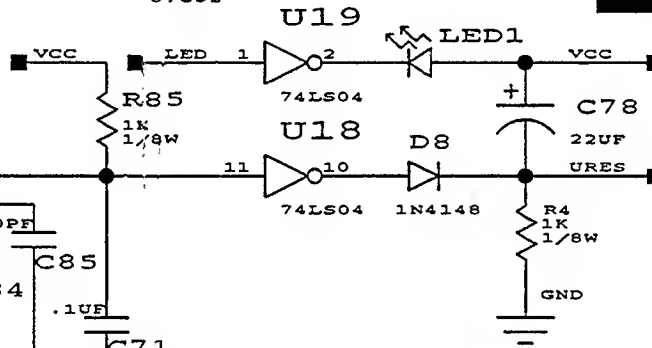 U19
VCC
LED
1
2
LED1
VCC
R85
1K
1/8W
74LS04
+
C78
22UF
U18
D8
11
10
URES
74LS04
1N4148
R4
1K
1/8W
C85
.1UF
GND
C71